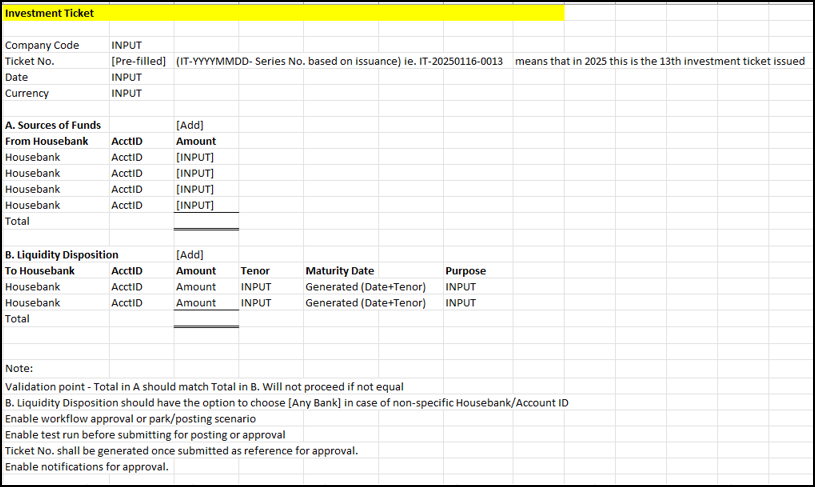 Investment Ticket
Company Code INPUT
Ticket No. [Pre-filled] (IT-YYYYMMDD- Series No. based on issuance) ie. IT-20250116-0013 means that in 2025 this is the 13th investment ticket issued
Date INPUT
Currency INPUT
A. Sources of Funds [Add]
From Housebank AcctID Amount
Housebank AcctID [INPUT]
Housebank AcctID [INPUT]
Housebank AcctID [INPUT]
Housebank AcctID [INPUT]
Total
B. Liquidity Disposition [Add]
To Housebank AcctID Amount Tenor Maturity Date Purpose
Housebank AcctID Amount INPUT Generated (Date+Tenor) INPUT
Housebank AcctID Amount INPUT Generated (Date+Tenor) INPUT
Total
Note:
Validation point - Total in A should match Total in B. Will not proceed if not equal
B. Liquidity Disposition should have the option to choose [Any Bank] in case of non-specific Housebank/Account ID
Enable workflow approval or park/posting scenario
Enable test run before submitting for posting or approval
Ticket No. shall be generated once submitted as reference for approval.
Enable notifications for approval.